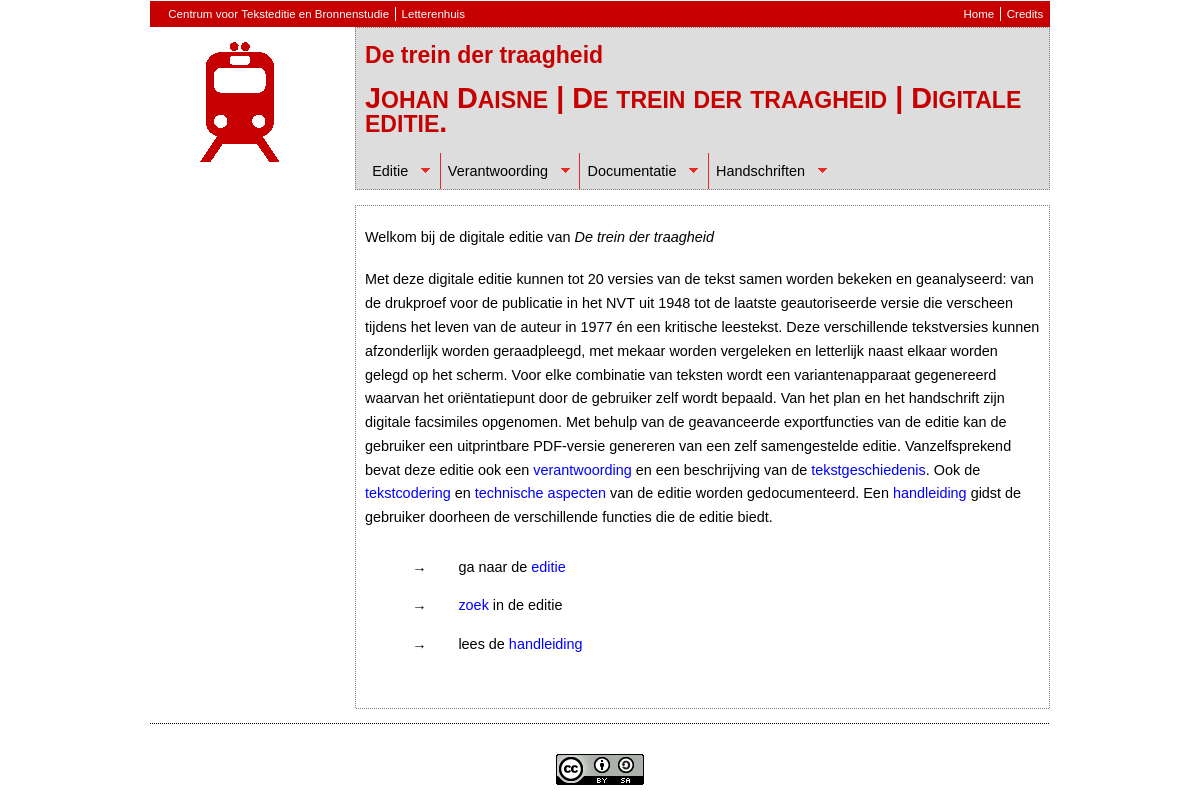 Centrum voor Teksteditie en Bronnenstudie | Letterenhuis
Home | Credits
De trein der traagheid
Johan Daisne | De trein der traagheid | Digitale
editie.
Editie
Verantwoording
Documentatie
Handschriften
Welkom bij de digitale editie van De trein der traagheid
Met deze digitale editie kunnen tot 20 versies van de tekst samen worden bekeken en geanalyseerd: van
de drukproef voor de publicatie in het NVT uit 1948 tot de laatste geautoriseerde versie die verscheen
tijdens het leven van de auteur in 1977 én een kritische leestekst. Deze verschillende tekstversies kunnen
afzonderlijk worden geraadpleegd, met mekaar worden vergeleken en letterlijk naast elkaar worden
gelegd op het scherm. Voor elke combinatie van teksten wordt een variantenapparaat gegenereerd
waarvan het oriëntatiepunt door de gebruiker zelf wordt bepaald. Van het plan en het handschrift zijn
digitale facsimiles opgenomen. Met behulp van de geavanceerde exportfuncties van de editie kan de
gebruiker een uitprintbare PDF-versie genereren van een zelf samengestelde editie. Vanzelfsprekend
bevat deze editie ook een verantwoording en een beschrijving van de tekstgeschiedenis. Ook de
tekstcodering en technische aspecten van de editie worden gedocumenteerd. Een handleiding gidst de
gebruiker doorheen de verschillende functies die de editie biedt.
→ ga naar de editie
→ zoek in de editie
→ lees de handleiding
cc BY SA